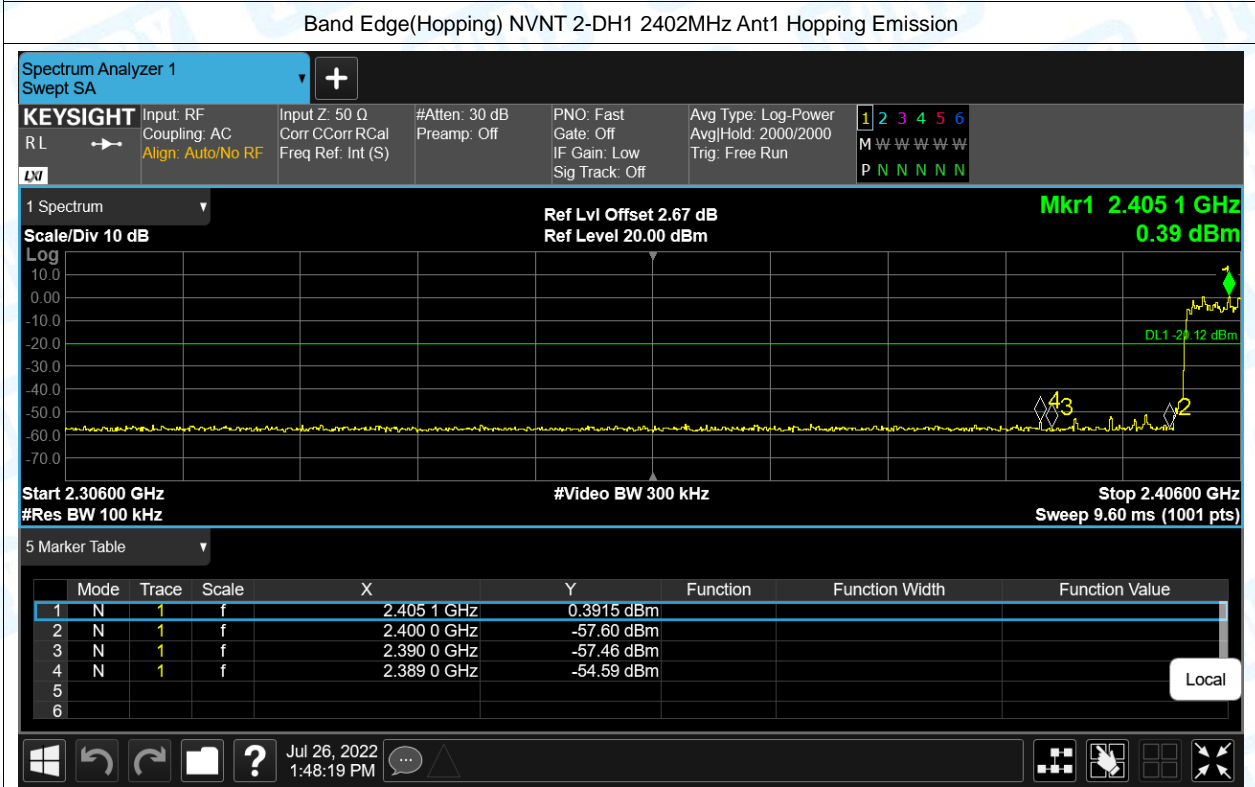 Band Edge(Hopping) NVNT 2-DH1 2402MHz Ant1 Hopping Emission
Spectrum Analyzer 1
Swept SA
KEYSIGHT
R L
LXI
Input: RF
Coupling: AC
Align: Auto/No RF
Input Z: 50 Ω
Corr CCorr RCal
Freq Ref: Int (S)
#Atten: 30 dB
Preamp: Off
PNO: Fast
Gate: Off
IF Gain: Low
Sig Track: Off
Avg Type: Log-Power
Avg|Hold: 2000/2000
Trig: Free Run
1 2 3 4 5 6
M W W W W W
P N N N N N
1 Spectrum
Scale/Div 10 dB
Ref Lvl Offset 2.67 dB
Ref Level 20.00 dBm
Mkr1 2.405 1 GHz
0.39 dBm
Log
10.0
0.00
-10.0
-20.0
-30.0
-40.0
-50.0
-60.0
-70.0
1
DL1 -20.12 dBm
4
3
2
Start 2.30600 GHz
#Res BW 100 kHz
#Video BW 300 kHz
Stop 2.40600 GHz
Sweep 9.60 ms (1001 pts)
5 Marker Table
Mode Trace Scale X Y Function Function Width Function Value
1 N 1 f 2.405 1 GHz 0.3915 dBm
2 N 1 f 2.400 0 GHz -57.60 dBm
3 N 1 f 2.390 0 GHz -57.46 dBm
4 N 1 f 2.389 0 GHz -54.59 dBm
5
6
Local
?
Jul 26, 2022
1:48:19 PM